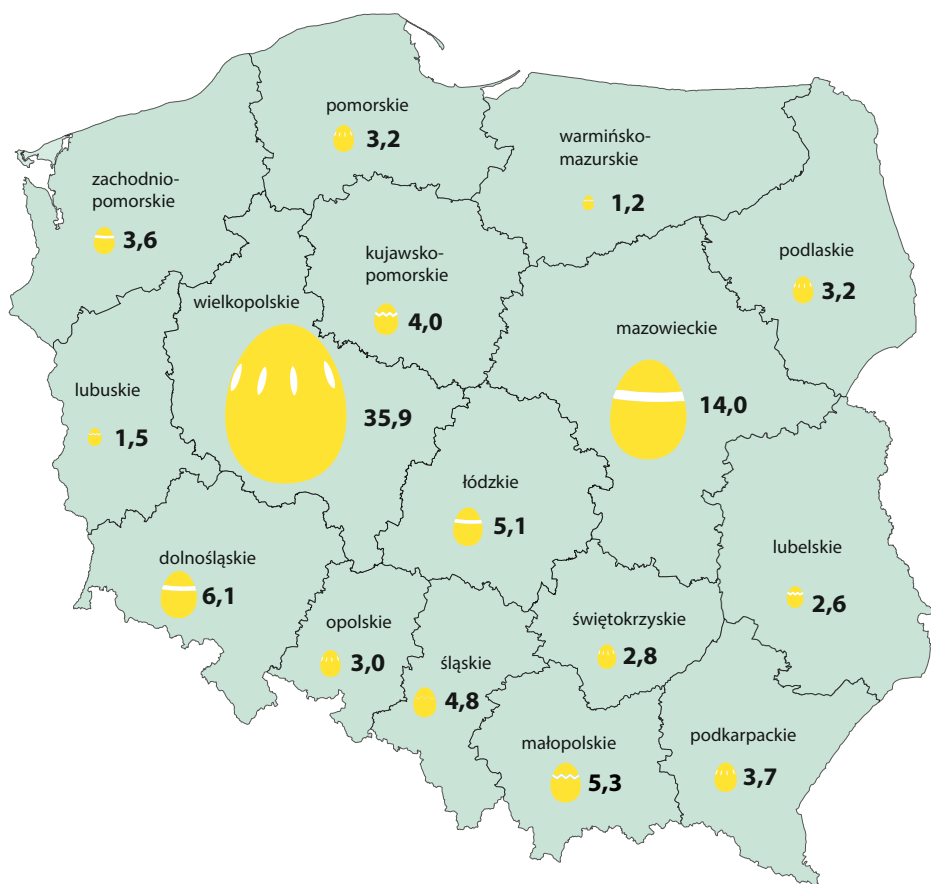 pomorskie
3,2
warmińsko-
mazurskie
1,2
zachodnio-
pomorskie
3,6
kujawsko-
pomorskie
4,0
podlaskie
3,2
wielkopolskie
35,9
mazowieckie
14,0
lubuskie
1,5
łódzkie
5,1
lubelskie
2,6
dolnośląskie
6,1
opolskie
3,0
śląskie
4,8
świętokrzyskie
2,8
małopolskie
5,3
podkarpackie
3,7